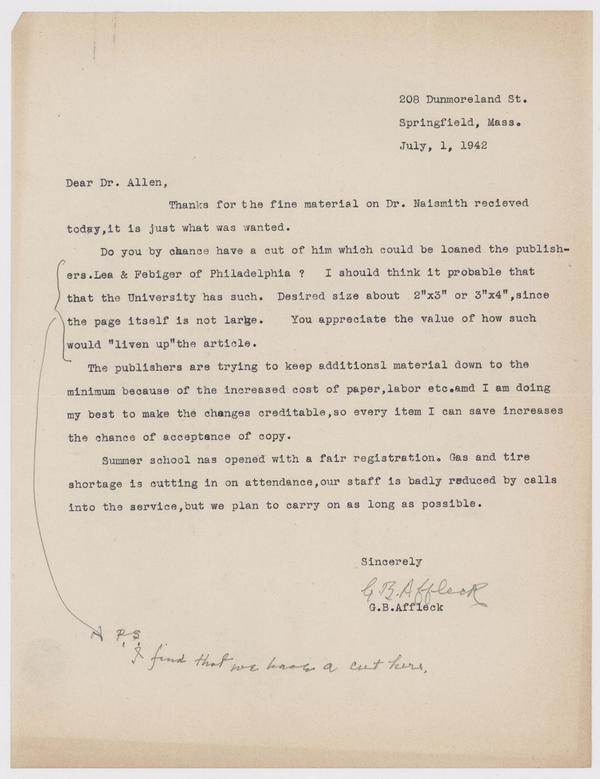 208 Dunmoreland St.
Springfield, Mass.
July, 1, 1942
Dear Dr. Allen,
Thanks for the fine material on Dr. Naismith recieved
today,it is just what was wanted.
Do you by chance have a cut of him which could be loaned the publish-
ers.Lea & Febiger of Philadelphia ? I should think it probable that
that the University has such. Desired size about 2"x3" or 3"x4",since
the page itself is not large. You appreciate the value of how such
would "liven up"the article.
The publishers are trying to keep additionsl material down to the
minimum because of the increased cost of paper,labor etc.amd I am doing
my best to make the changes creditable,so every item I can save increases
the chance of acceptance of copy.
Summer school nas opened with a fair registration. Gas and tire
shortage is cutting in on attendance,our staff is badly reduced by calls
into the service,but we plan to carry on as long as possible.
Sincerely
G.B.Affleck
G.B.Affleck
P.S.
I find that we have a cut here.